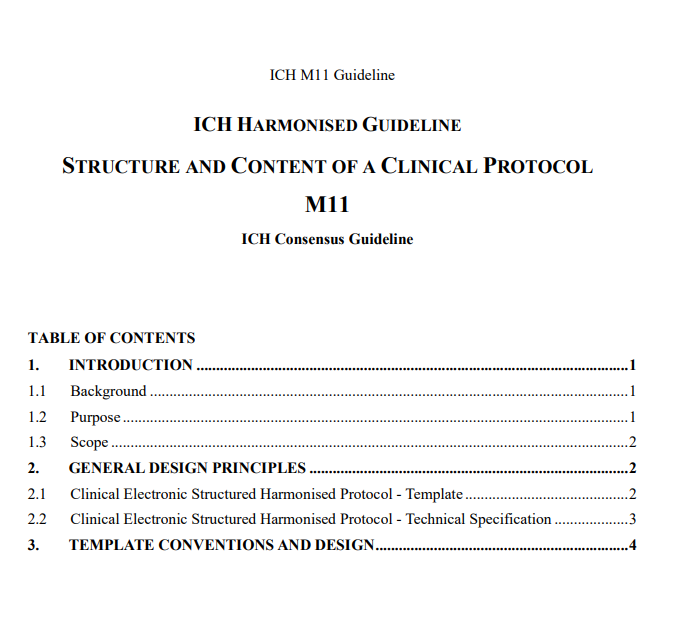 ICH M11 Guideline
ICH HARMONISED GUIDELINE
STRUCTURE AND CONTENT OF A CLINICAL PROTOCOL
M11
ICH Consensus Guideline
TABLE OF CONTENTS
1. INTRODUCTION ....................................................................................................1
1.1 Background ....................................................................................................1
1.2 Purpose ....................................................................................................1
1.3 Scope ....................................................................................................2
2. GENERAL DESIGN PRINCIPLES ....................................................................................2
2.1 Clinical Electronic Structured Harmonised Protocol - Template ..........................................2
2.2 Clinical Electronic Structured Harmonised Protocol - Technical Specification ...................3
3. TEMPLATE CONVENTIONS AND DESIGN.................................................................4